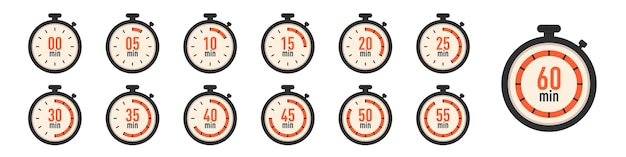 00 min
05 min
10 min
15 min
20 min
25 min
30 min
35 min
40 min
45 min
50 min
55 min
60 min